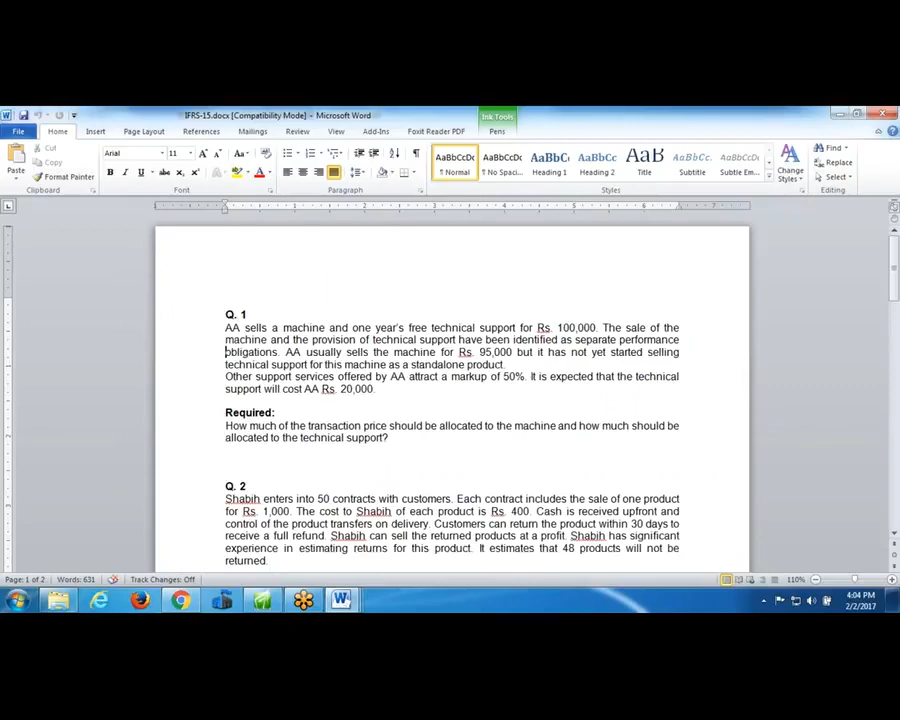 IFRS-15.docx [Compatibility Mode] - Microsoft Word
Ink Tools
File Home Insert Page Layout References Mailings Review View Add-Ins Foxit Reader PDF Pens
Paste
Cut
Copy
Format Painter
Clipboard
Arial 11
Font
Paragraph
AaBbCcDc AaBbCcDc AaBbC AaBbCc AaB AaBbCcI AaBbCcDc
¶ Normal ¶ No Spaci... Heading 1 Heading 2 Title Subtitle Subtle Em...
Styles
Change Styles
Find
Replace
Select
Editing
Q. 1
AA sells a machine and one year's free technical support for Rs. 100,000. The sale of the
machine and the provision of technical support have been identified as separate performance
obligations. AA usually sells the machine for Rs. 95,000 but it has not yet started selling
technical support for this machine as a standalone product.
Other support services offered by AA attract a markup of 50%. It is expected that the technical
support will cost AA Rs. 20,000.
Required:
How much of the transaction price should be allocated to the machine and how much should be
allocated to the technical support?
Q. 2
Shabih enters into 50 contracts with customers. Each contract includes the sale of one product
for Rs. 1,000. The cost to Shabih of each product is Rs. 400. Cash is received upfront and
control of the product transfers on delivery. Customers can return the product within 30 days to
receive a full refund. Shabih can sell the returned products at a profit. Shabih has significant
experience in estimating returns for this product. It estimates that 48 products will not be
returned.
Page: 1 of 2 Words: 631 Track Changes: Off 110%
4:04 PM
2/2/2017